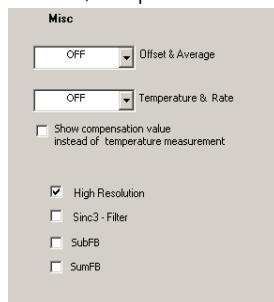 Misc
OFF Offset & Average
OFF Temperature & Rate
Show compensation value
instead of temperature measurement
High Resolution
Sinc3 - Filter
SubFB
SumFB